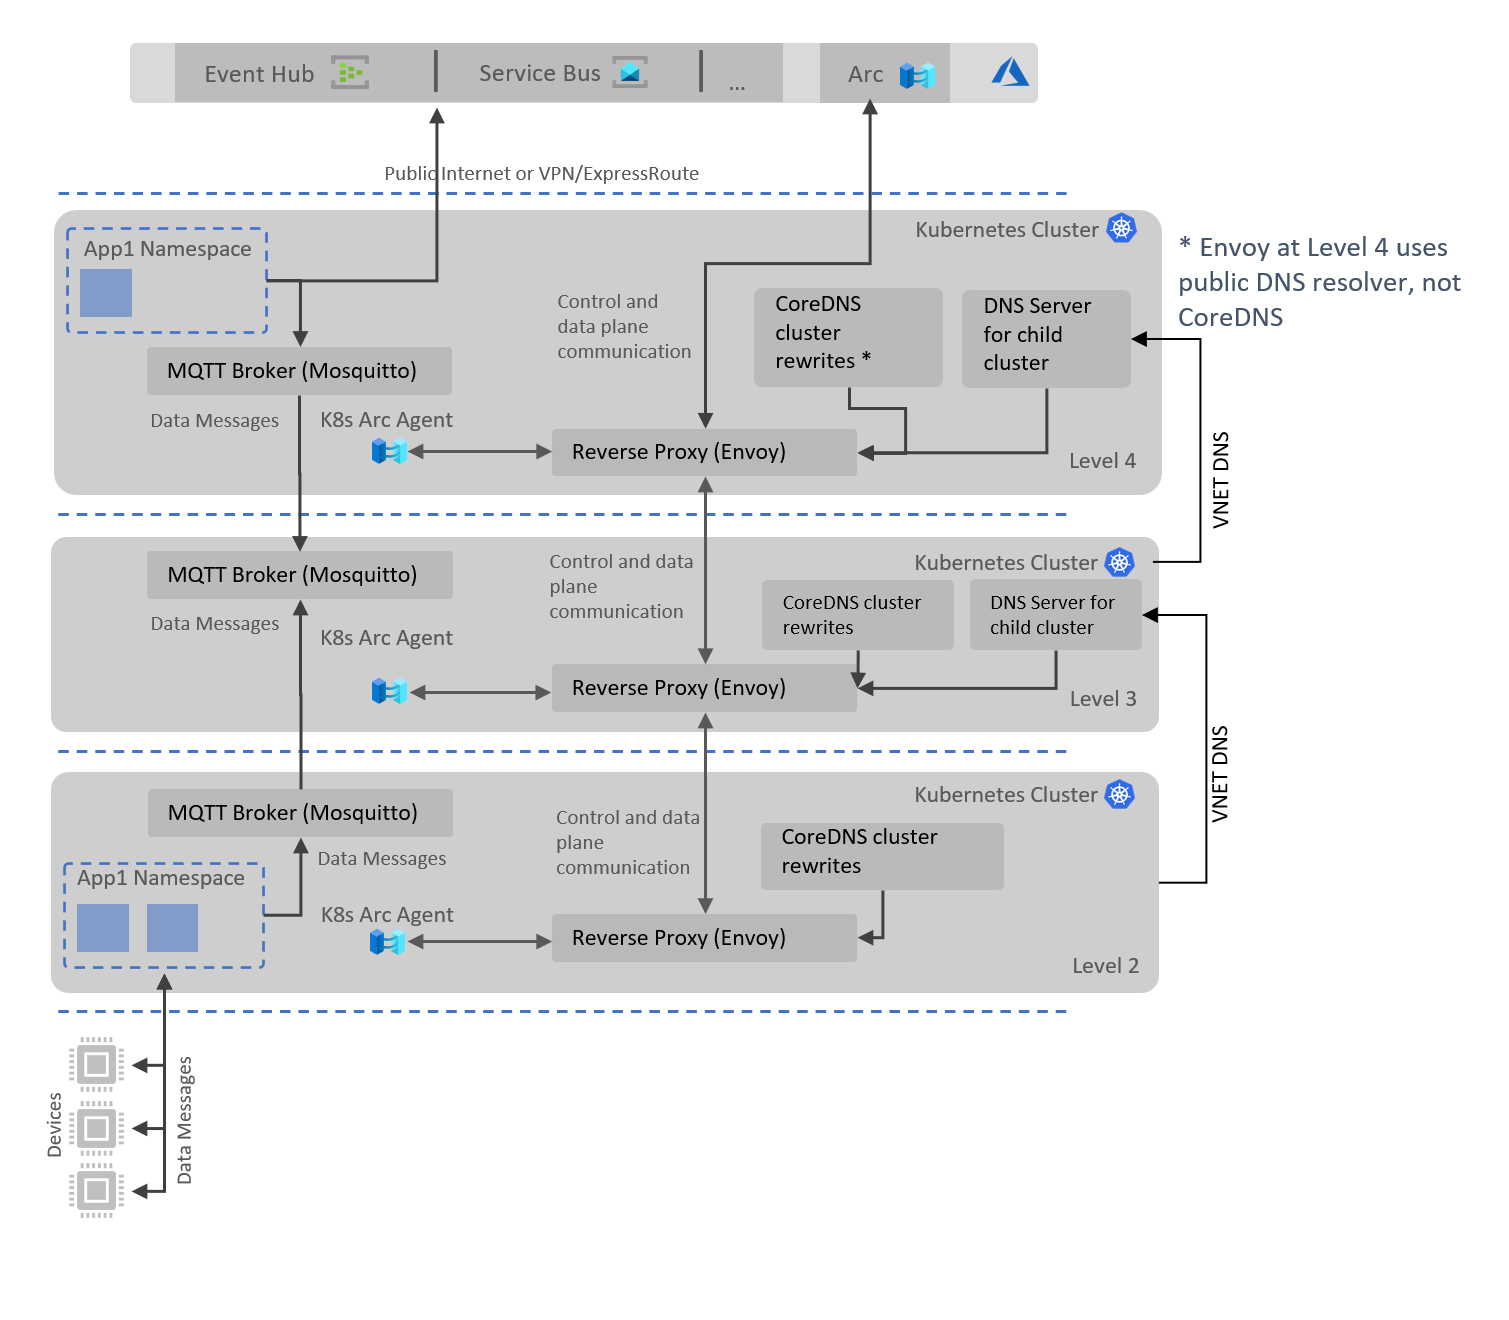 Event Hub
Service Bus
...
Arc
Public Internet or VPN/ExpressRoute
Kubernetes Cluster
App1 Namespace
* Envoy at Level 4 uses
public DNS resolver, not
CoreDNS
Control and
data plane
communication
CoreDNS
cluster
rewrites *
DNS Server
for child
cluster
MQTT Broker (Mosquitto)
Data Messages
K8s Arc Agent
Reverse Proxy (Envoy)
Level 4
VNET DNS
Kubernetes Cluster
MQTT Broker (Mosquitto)
Control and data
plane
communication
CoreDNS cluster
rewrites
DNS Server for
child cluster
Data Messages
K8s Arc Agent
Reverse Proxy (Envoy)
Level 3
VNET DNS
Kubernetes Cluster
MQTT Broker (Mosquitto)
Control and data
plane
communication
CoreDNS cluster
rewrites
Data Messages
App1 Namespace
K8s Arc Agent
Reverse Proxy (Envoy)
Level 2
Devices
Data Messages